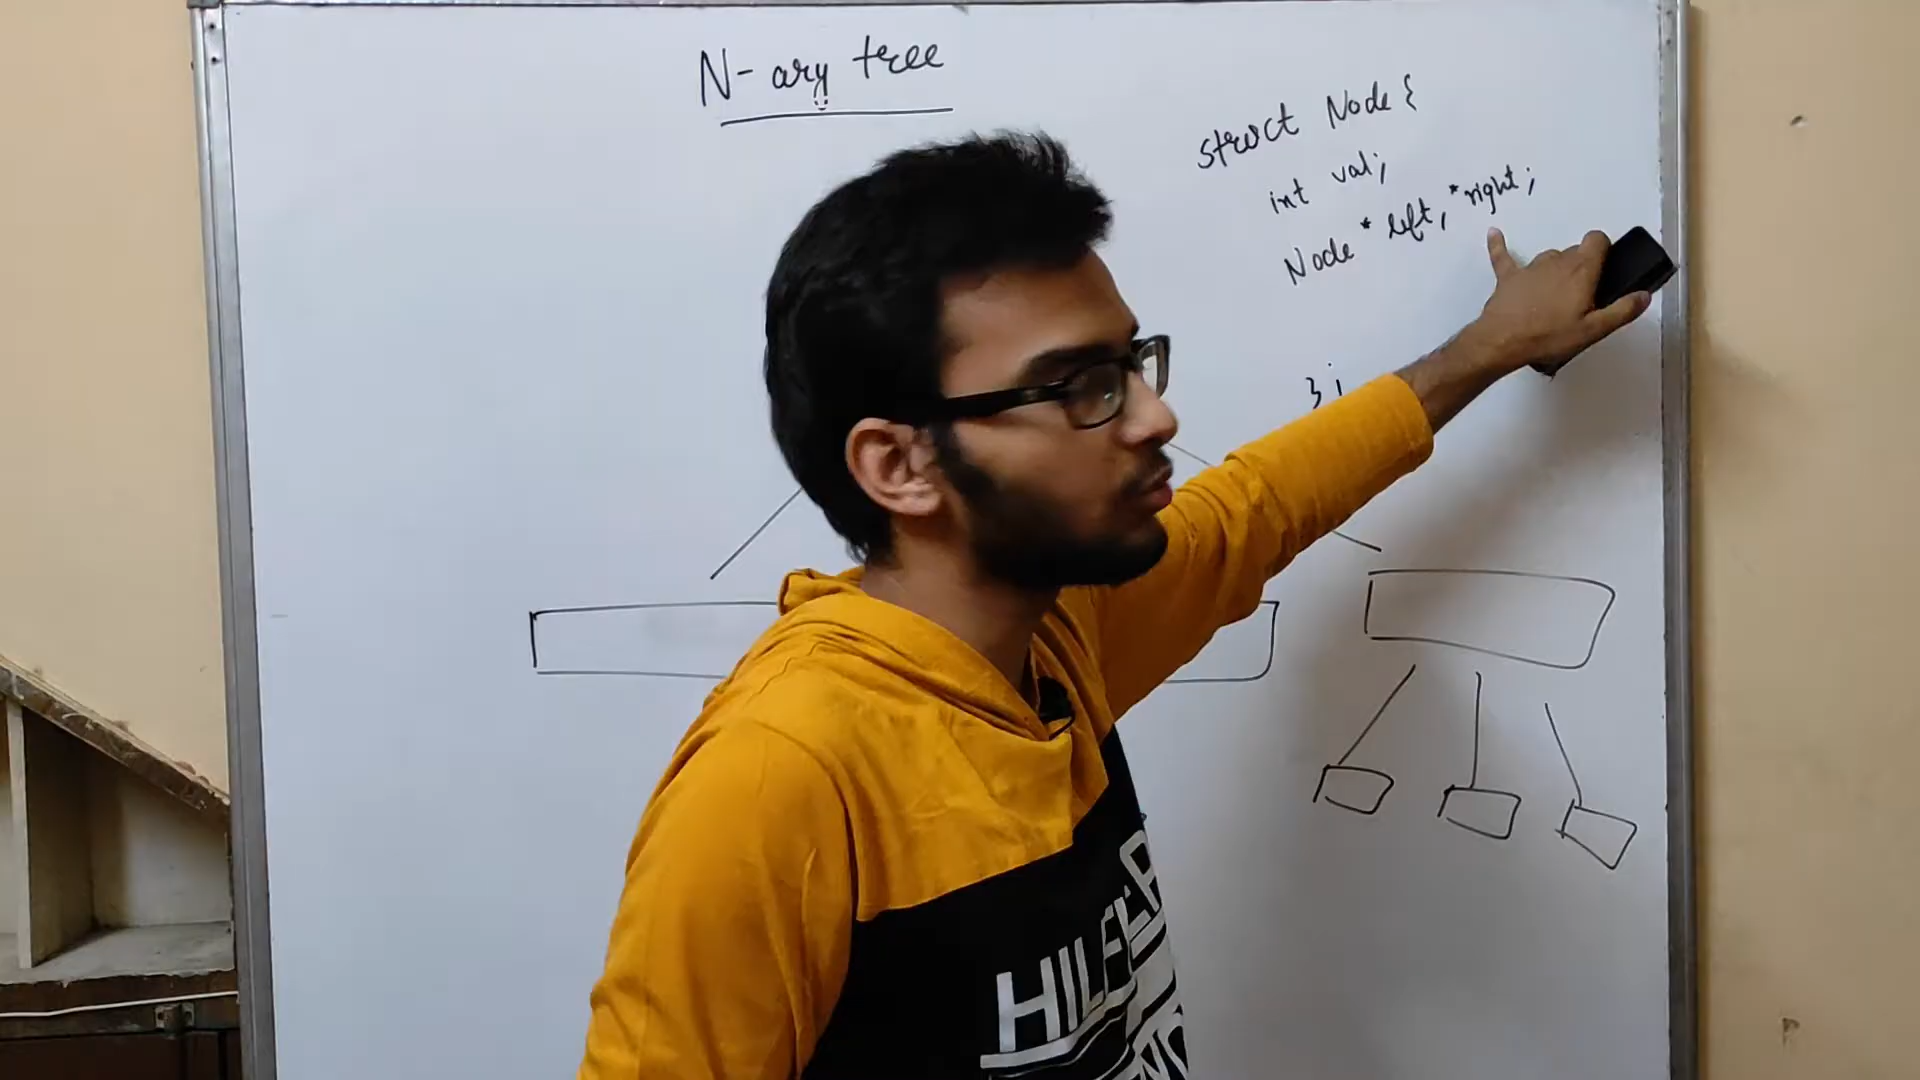 N-ary tree
struct Node {
int val;
Node * left, *right;
};